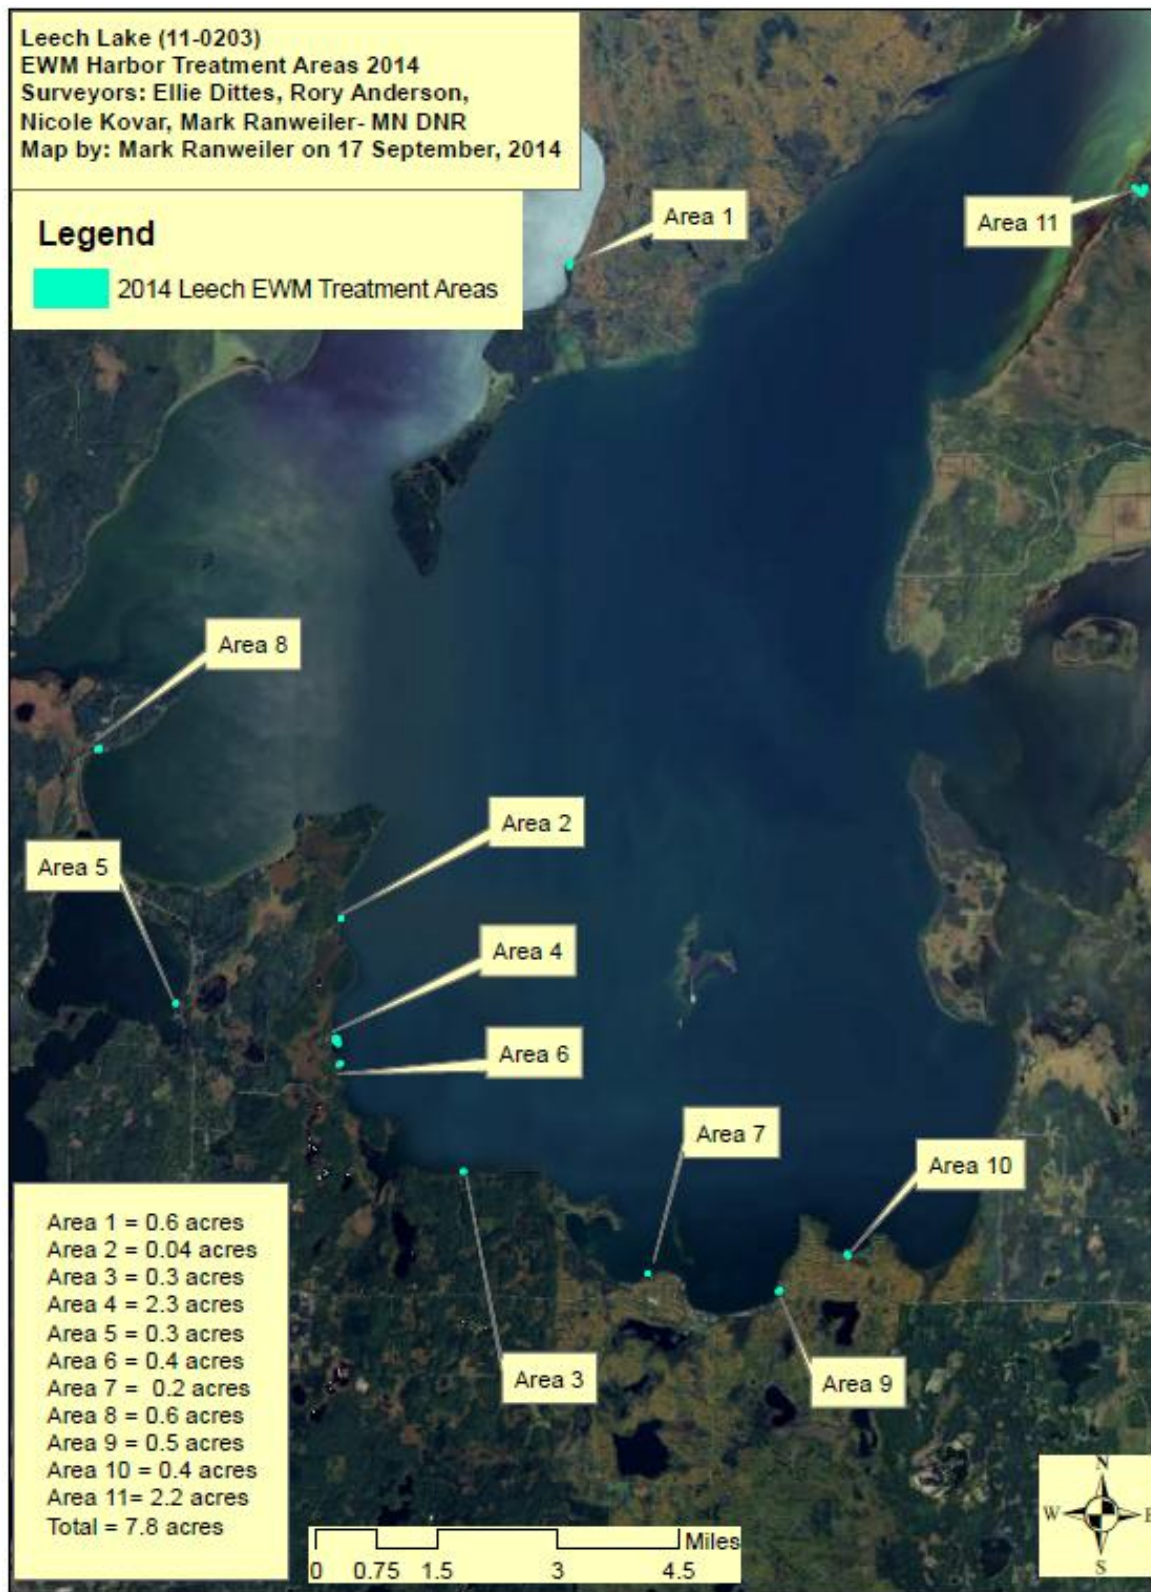 Leech Lake (11-0203)
EWM Harbor Treatment Areas 2014
Surveyors: Ellie Dittes, Rory Anderson,
Nicole Kovar, Mark Ranweiler- MN DNR
Map by: Mark Ranweiler on 17 September, 2014
Legend
2014 Leech EWM Treatment Areas
Area 1
Area 11
Area 8
Area 2
Area 5
Area 4
Area 6
Area 7
Area 10
Area 3
Area 9
Area 1 = 0.6 acres
Area 2 = 0.04 acres
Area 3 = 0.3 acres
Area 4 = 2.3 acres
Area 5 = 0.3 acres
Area 6 = 0.4 acres
Area 7 = 0.2 acres
Area 8 = 0.6 acres
Area 9 = 0.5 acres
Area 10 = 0.4 acres
Area 11= 2.2 acres
Total = 7.8 acres
Miles
0 0.75 1.5 3 4.5
N
W E
S